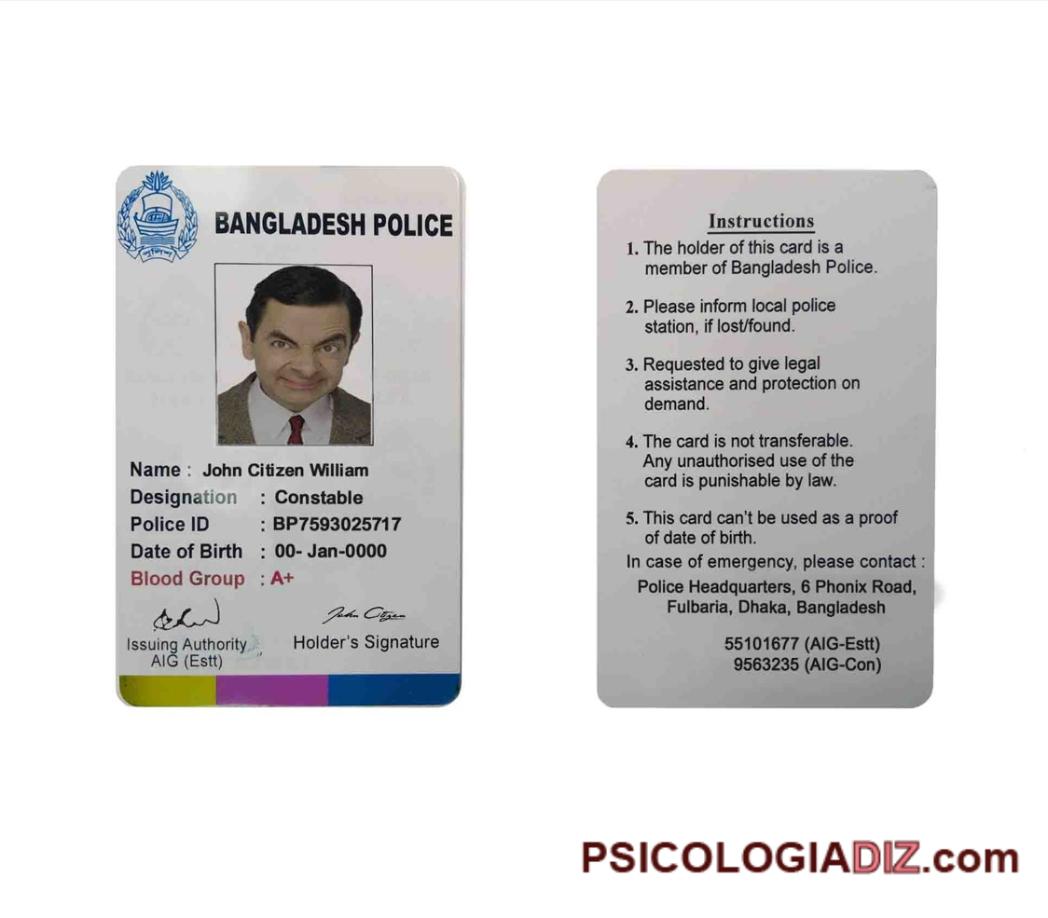 BANGLADESH POLICE
Name : John Citizen William
Designation : Constable
Police ID : BP7593025717
Date of Birth : 00- Jan-0000
Blood Group : A+
John Citizen
Issuing Authority
AIG (Estt)
Holder's Signature
Instructions
1. The holder of this card is a
member of Bangladesh Police.
2. Please inform local police
station, if lost/found.
3. Requested to give legal
assistance and protection on
demand.
4. The card is not transferable.
Any unauthorised use of the
card is punishable by law.
5. This card can't be used as a proof
of date of birth.
In case of emergency, please contact :
Police Headquarters, 6 Phonix Road,
Fulbaria, Dhaka, Bangladesh
55101677 (AIG-Estt)
9563235 (AIG-Con)
PSICOLOGIADIZ.com